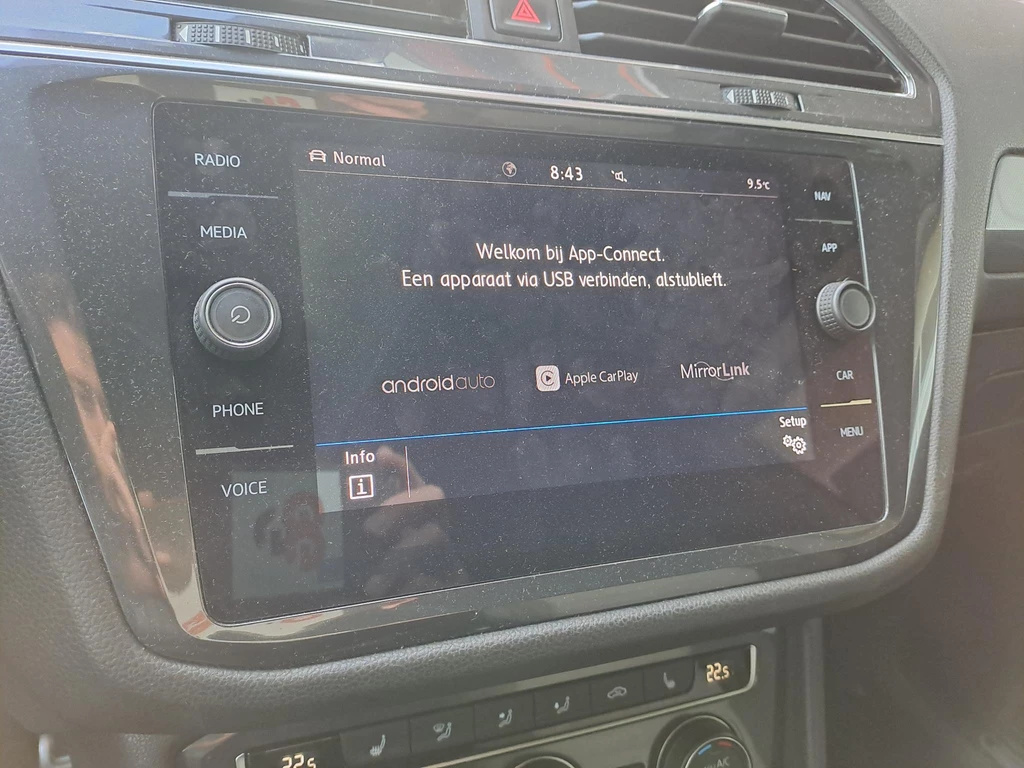 RADIO
MEDIA
PHONE
VOICE
Normal
8:43
9.5°C
Welkom bij App-Connect.
Een apparaat via USB verbinden, alstublieft.
androidauto
Apple CarPlay
MirrorLink
Setup
Info
i
NAV
APP
CAR
MENU
22.5
22.5
A/C